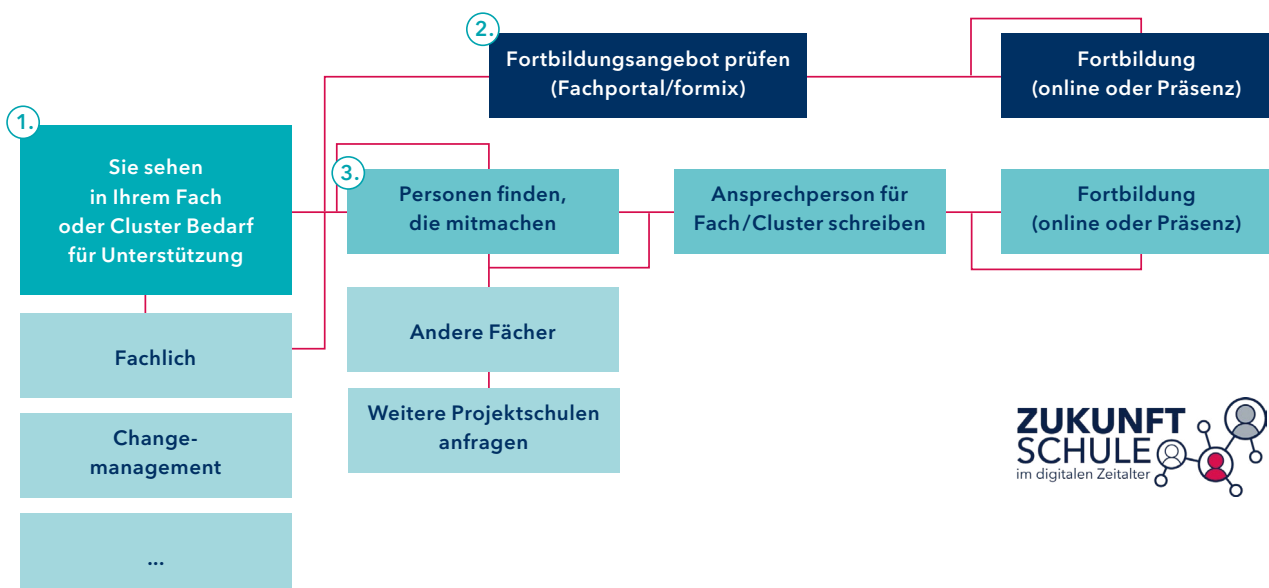 1.
Sie sehen
in Ihrem Fach
oder Cluster Bedarf
für Unterstützung
Fachlich
Change-
management
...
2.
Fortbildungsangebot prüfen
(Fachportal/formix)
Fortbildung
(online oder Präsenz)
3.
Personen finden,
die mitmachen
Ansprechperson für
Fach/Cluster schreiben
Fortbildung
(online oder Präsenz)
Andere Fächer
Weitere Projektschulen
anfragen
ZUKUNFT
SCHULE
im digitalen Zeitalter